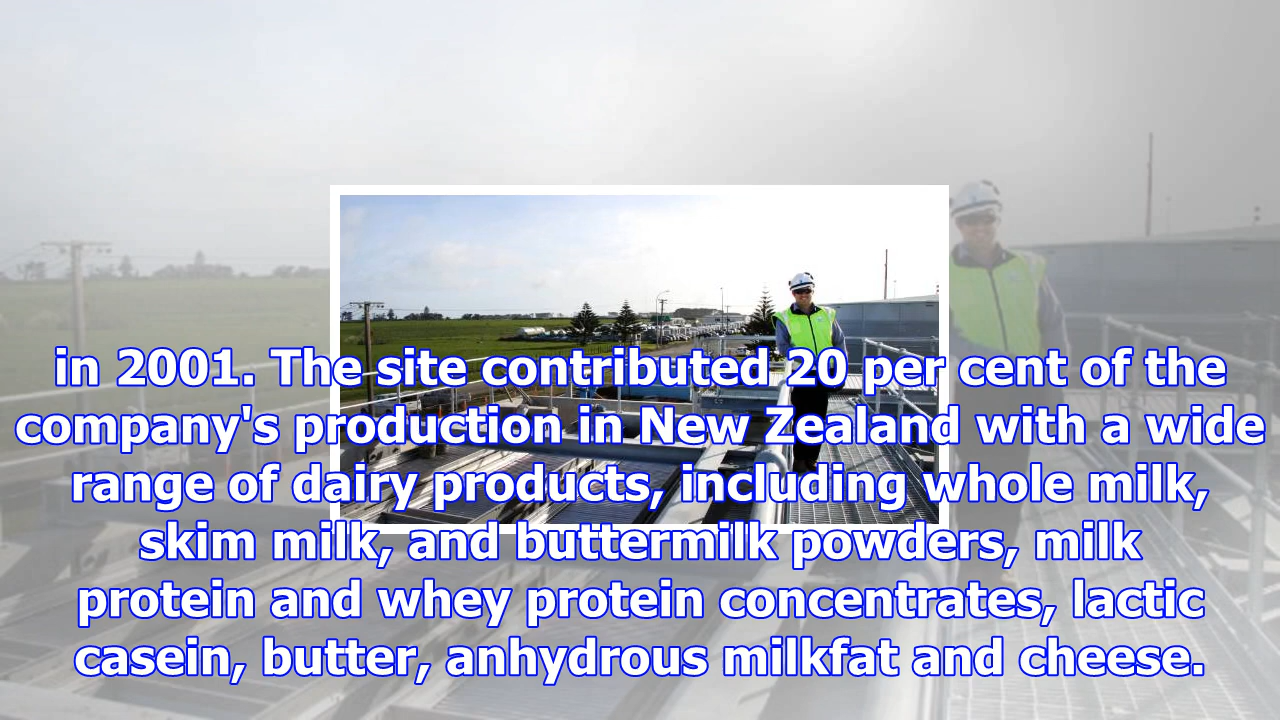 in 2001. The site contributed 20 per cent of the
company's production in New Zealand with a wide
range of dairy products, including whole milk,
skim milk, and buttermilk powders, milk
protein and whey protein concentrates, lactic
casein, butter, anhydrous milkfat and cheese.